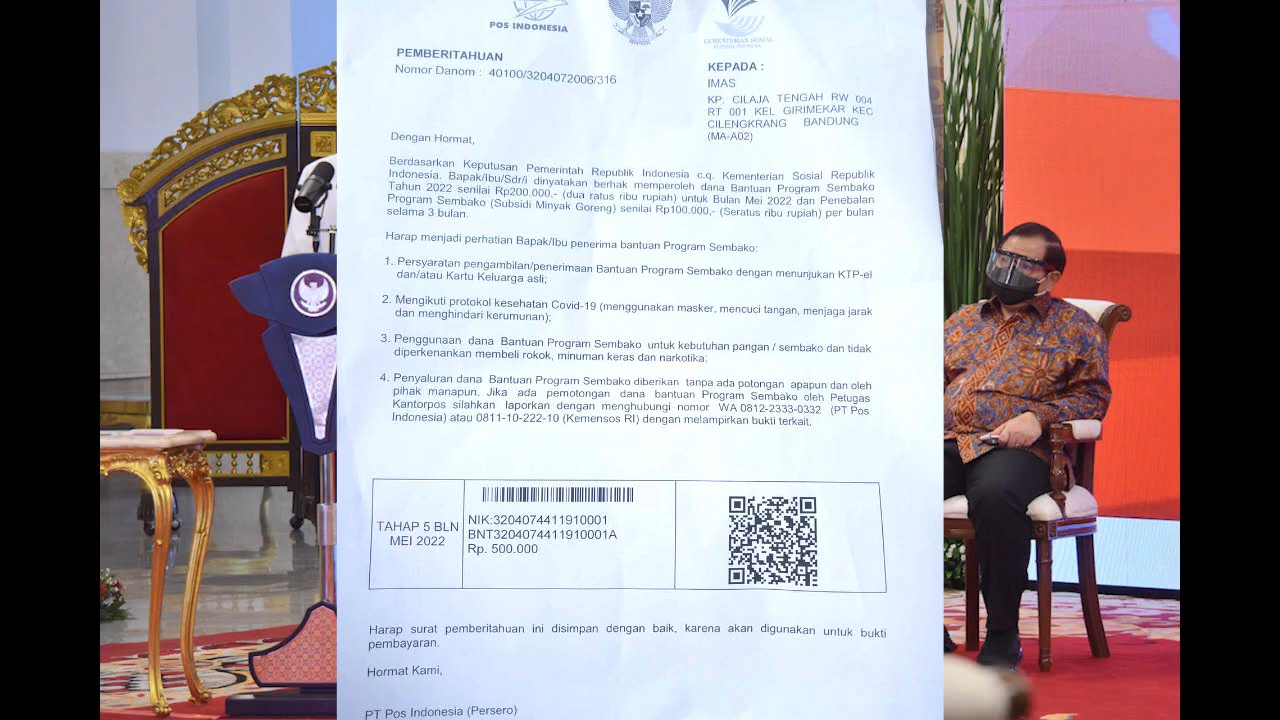 POS INDONESIA
KEMENTERIAN SOSIAL
REPUBLIK INDONESIA
PEMBERITAHUAN
Nomor Danom : 40100/3204072006/316
KEPADA :
IMAS
KP. CILAJA TENGAH RW 004
RT 001 KEL GIRIMEKAR KEC
CILENGKRANG BANDUNG
(MA-A02)
Dengan Hormat,
Berdasarkan Keputusan Pemerintah Republik Indonesia c.q. Kementerian Sosial Republik
Indonesia. Bapak/Ibu/Sdr/i dinyatakan berhak memperoleh dana Bantuan Program Sembako
Tahun 2022 senilai Rp200.000,- (dua ratus ribu rupiah) untuk Bulan Mei 2022 dan Penebalan
Program Sembako (Subsidi Minyak Goreng) senilai Rp100.000,- (Seratus ribu rupiah) per bulan
selama 3 bulan.
Harap menjadi perhatian Bapak/Ibu penerima bantuan Program Sembako:
1. Persyaratan pengambilan/penerimaan Bantuan Program Sembako dengan menunjukan KTP-el
dan/atau Kartu Keluarga asli;
2. Mengikuti protokol kesehatan Covid-19 (menggunakan masker, mencuci tangan, menjaga jarak
dan menghindari kerumunan);
3. Penggunaan dana Bantuan Program Sembako untuk kebutuhan pangan / sembako dan tidak
diperkenankan membeli rokok, minuman keras dan narkotika;
4. Penyaluran dana Bantuan Program Sembako diberikan tanpa ada potongan apapun dan oleh
pihak manapun. Jika ada pemotongan dana bantuan Program Sembako oleh Petugas
Kantorpos silahkan laporkan dengan menghubungi nomor WA 0812-2333-0332 (PT Pos
Indonesia) atau 0811-10-222-10 (Kemensos RI) dengan melampirkan bukti terkait.
TAHAP 5 BLN
MEI 2022
NIK:3204074411910001
BNT3204074411910001A
Rp. 500.000
Harap surat pemberitahuan ini disimpan dengan baik, karena akan digunakan untuk bukti
pembayaran.
Hormat Kami,
PT Pos Indonesia (Persero)